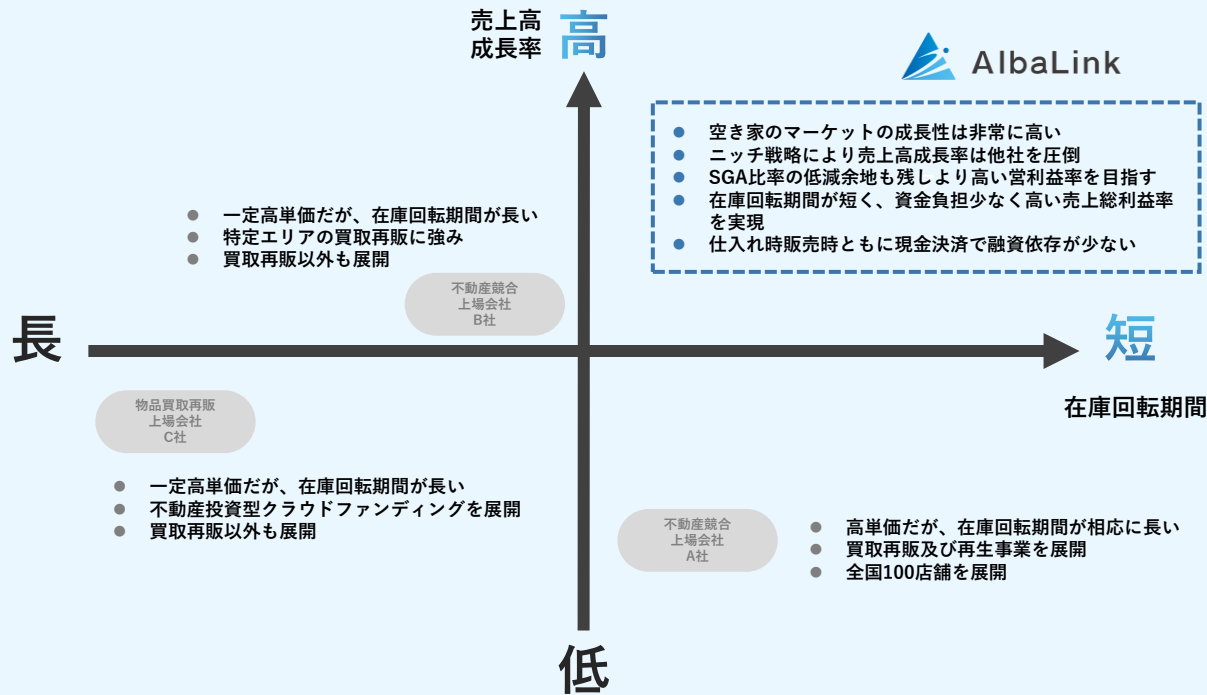 売上高
成長率
高
AlbaLink
● 空き家のマーケットの成長性は非常に高い
● ニッチ戦略により売上高成長率は他社を圧倒
● SGA比率の低減余地も残しより高い営利益率を目指す
● 在庫回転期間が短く、資金負担少なく高い売上総利益率
を実現
● 仕入れ時販売時ともに現金決済で融資依存が少ない
● 一定高単価だが、在庫回転期間が長い
● 特定エリアの買取再販に強み
● 買取再販以外も展開
不動産競合
上場会社
B社
長
短
在庫回転期間
物品買取再販
上場会社
C社
● 一定高単価だが、在庫回転期間が長い
● 不動産投資型クラウドファンディングを展開
● 買取再販以外も展開
不動産競合
上場会社
A社
● 高単価だが、在庫回転期間が相応に長い
● 買取再販及び再生事業を展開
● 全国100店舗を展開
低